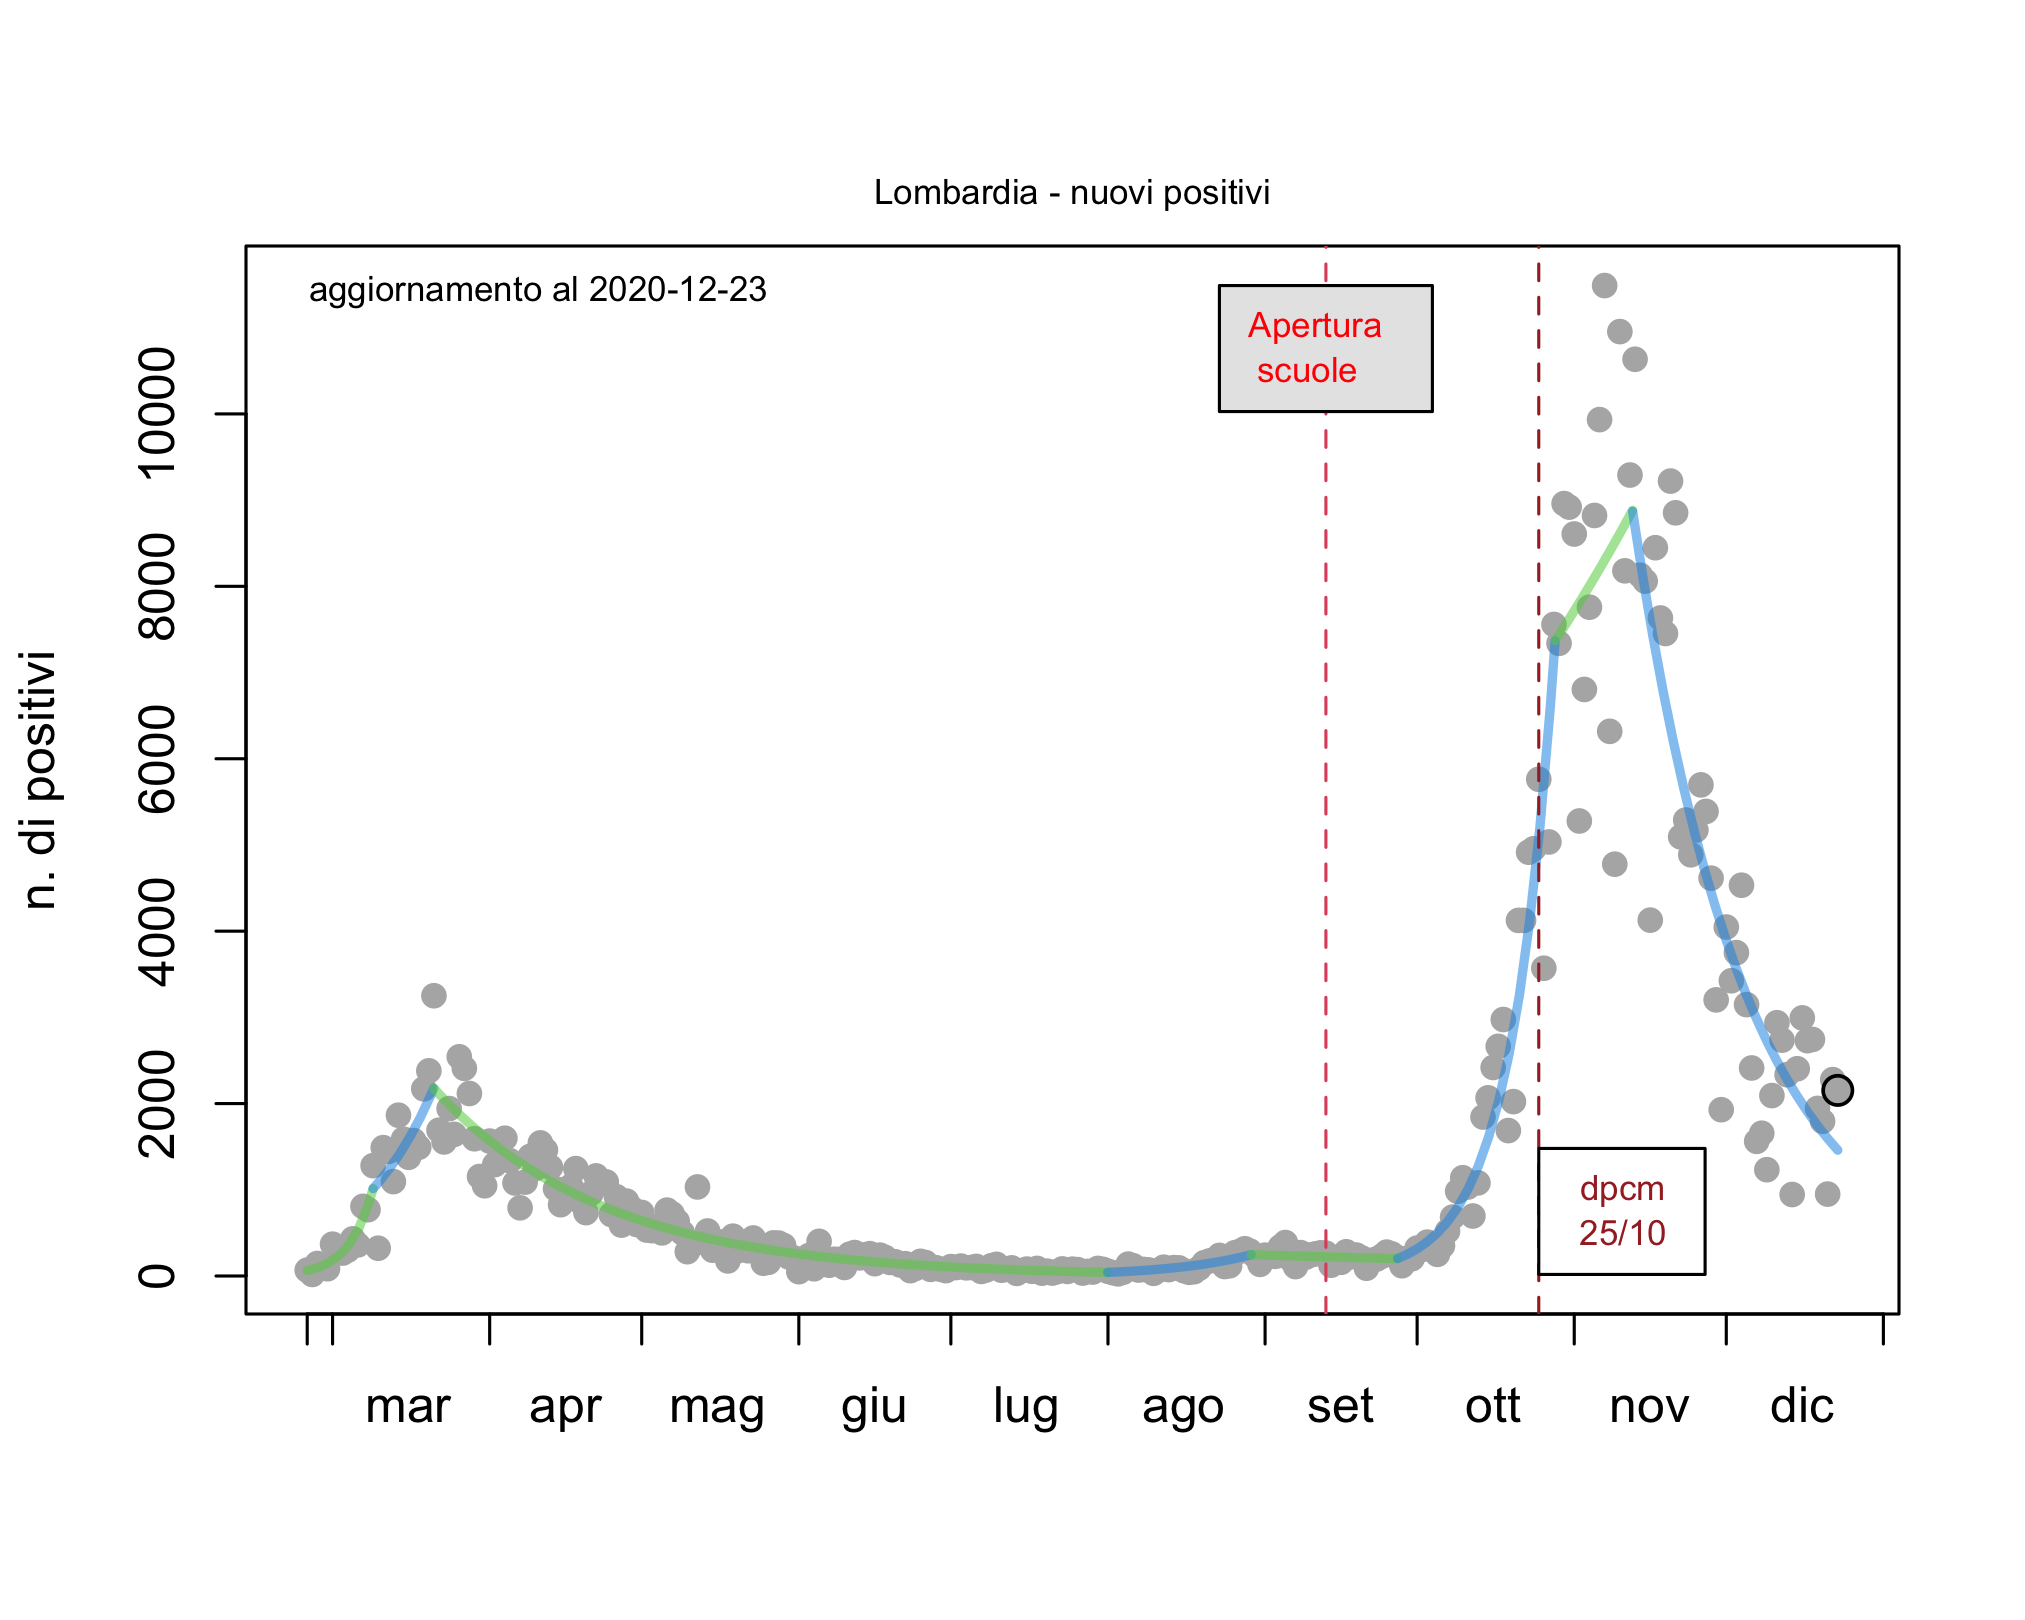 Lombardia - nuovi positivi
aggiornamento al 2020-12-23
Apertura
scuole
n. di positivi
10000
8000
6000
4000
2000
0
dpcm
25/10
mar apr mag giu lug ago set ott nov dic